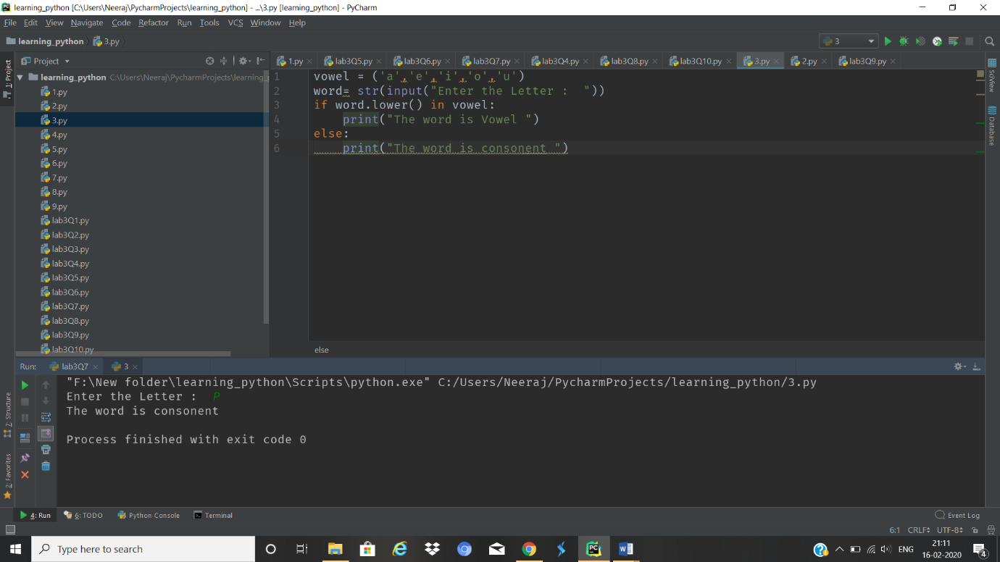 learning_python [C:\Users\Neeraj\PycharmProjects\learning_python] - ...\3.py [learning_python] - PyCharm
File Edit View Navigate Code Refactor Run Tools VCS Window Help
learning_python 3.py 3
1: Project
Project
1.py lab3Q5.py lab3Q6.py lab3Q7.py lab3Q4.py lab3Q8.py lab3Q10.py 3.py 2.py lab3Q9.py
learning_python C:\Users\Neeraj\PycharmProjects\learning_
1.py
2.py
3.py
4.py
5.py
6.py
7.py
8.py
9.py
lab3Q1.py
lab3Q2.py
lab3Q3.py
lab3Q4.py
lab3Q5.py
lab3Q6.py
lab3Q7.py
lab3Q8.py
lab3Q9.py
lab3Q10.py
1 vowel = ('a','e','i','o','u')
2 word= str(input("Enter the Letter :  "))
3 if word.lower() in vowel:
4     print("The word is Vowel ")
5 else:
6     print("The word is consonent ")
else
SciView
Database
Run: lab3Q7 3
"F:\New folder\learning_python\Scripts\python.exe" C:/Users/Neeraj/PycharmProjects/learning_python/3.py
Enter the Letter :  P
The word is consonent
Process finished with exit code 0
7: Structure
2: Favorites
4: Run 6: TODO Python Console Terminal Event Log
6:1 CRLF UTF-8
Type here to search
ENG
21:11
16-02-2020
4